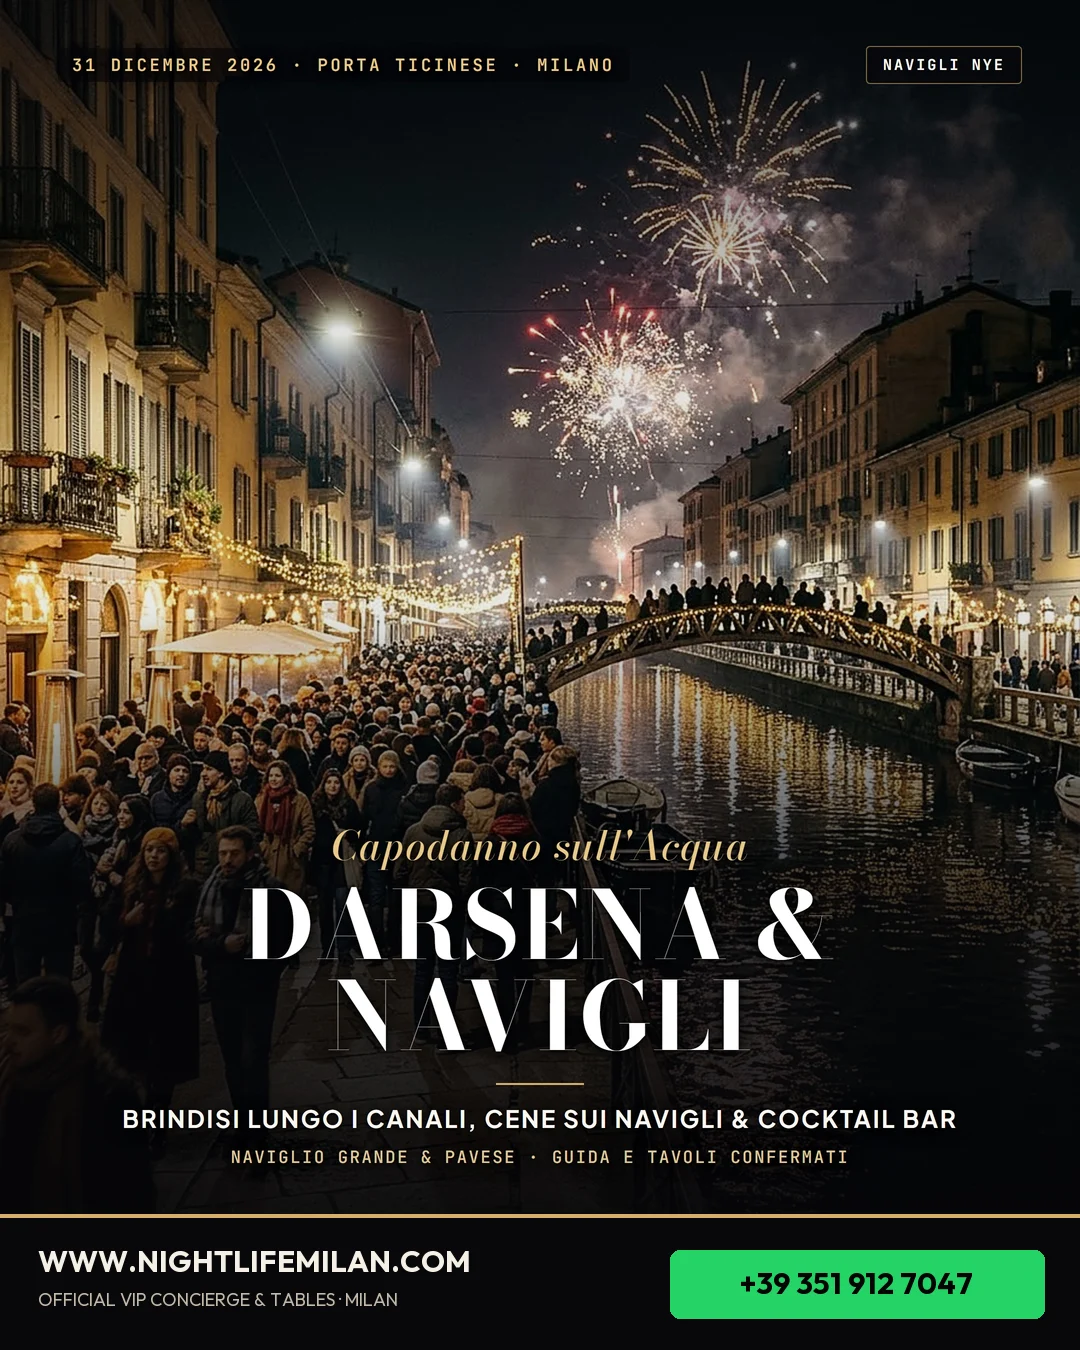 31 DICEMBRE 2026 · PORTA TICINESE · MILANO
NAVIGLI NYE
Capodanno sull'Acqua
DARSENA &
NAVIGLI
BRINDISI LUNGO I CANALI, CENE SUI NAVIGLI & COCKTAIL BAR
NAVIGLIO GRANDE & PAVESE · GUIDA E TAVOLI CONFERMATI
WWW.NIGHTLIFEMILAN.COM
OFFICIAL VIP CONCIERGE & TABLES · MILAN
+39 351 912 7047